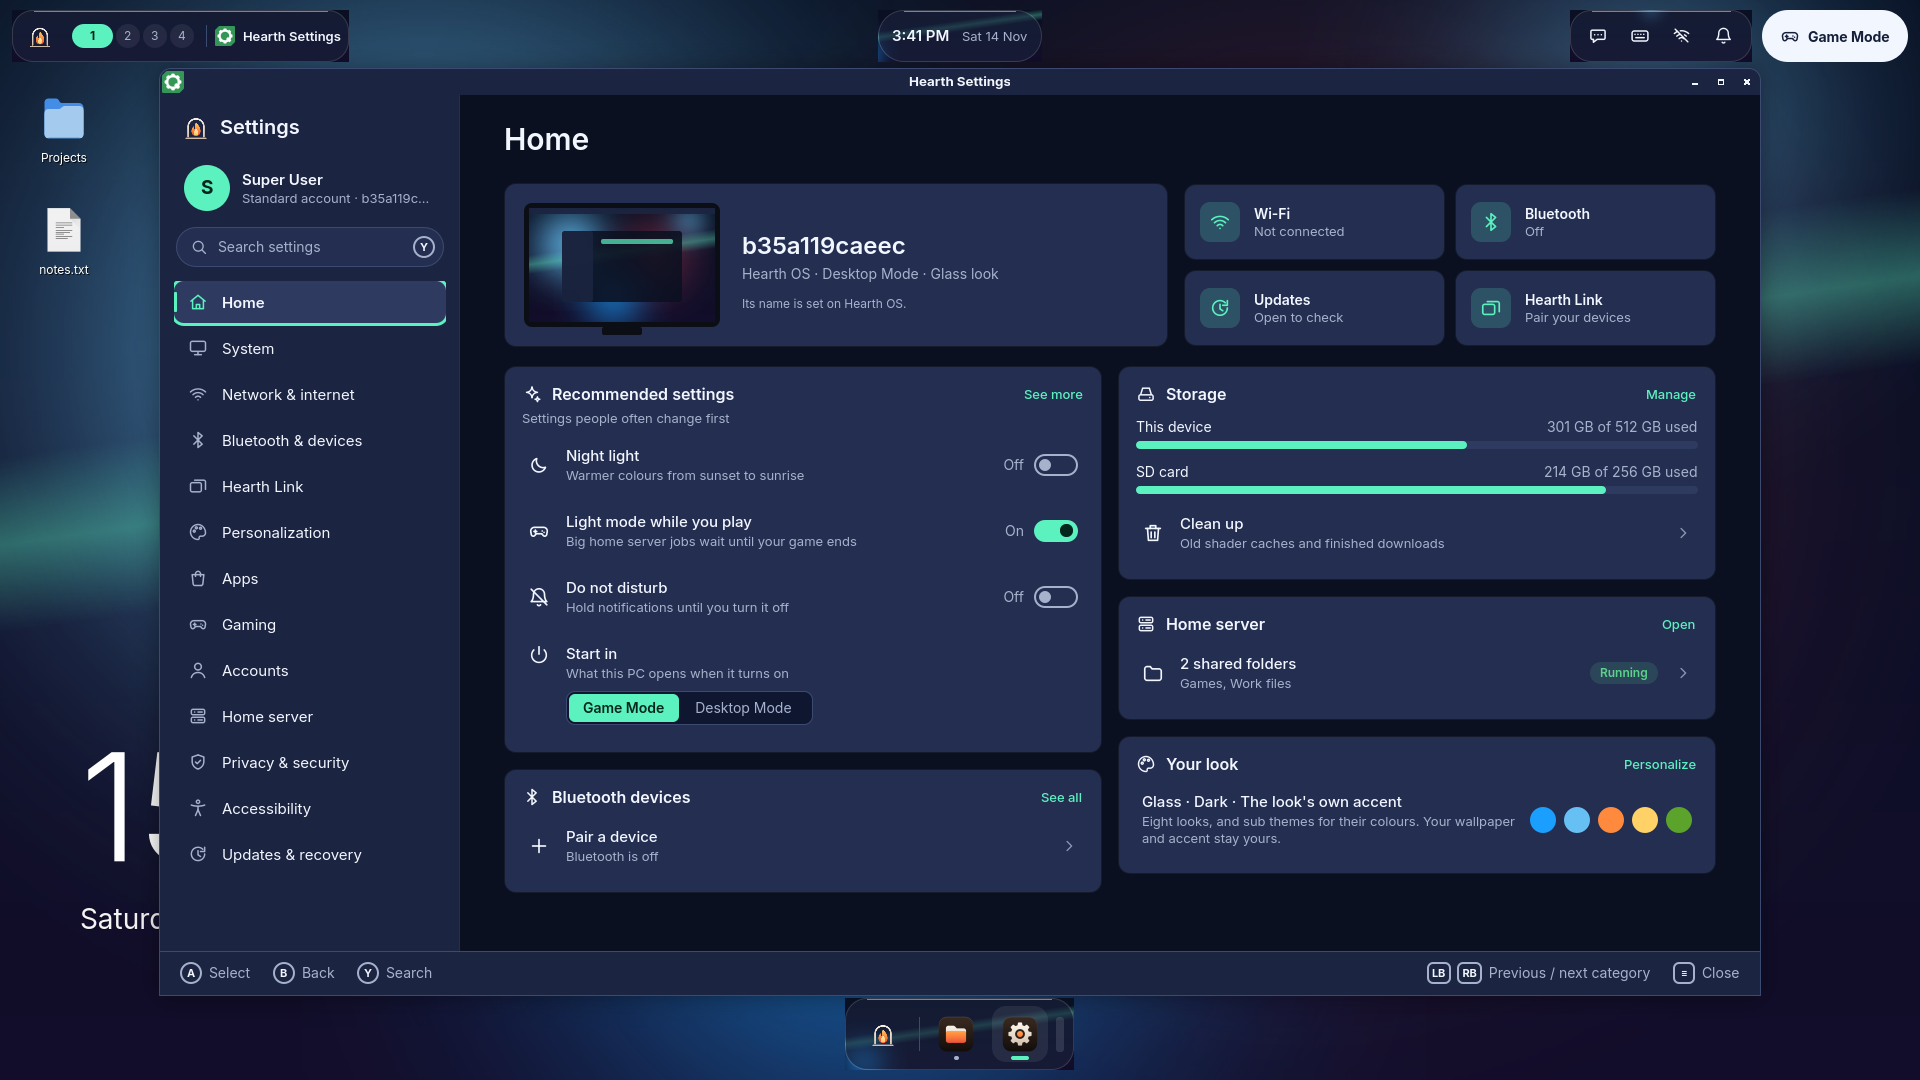 1 2 3 4 Hearth Settings
3:41 PM Sat 14 Nov
Game Mode
Projects
notes.txt
15
Saturd
Hearth Settings
Settings
S
Super User
Standard account · b35a119c...
Search settings Y
Home
System
Network & internet
Bluetooth & devices
Hearth Link
Personalization
Apps
Gaming
Accounts
Home server
Privacy & security
Accessibility
Updates & recovery
Home
b35a119caeec
Hearth OS · Desktop Mode · Glass look
Its name is set on Hearth OS.
Wi-Fi
Not connected
Bluetooth
Off
Updates
Open to check
Hearth Link
Pair your devices
Recommended settings See more
Settings people often change first
Night light
Warmer colours from sunset to sunrise
Off
Light mode while you play
Big home server jobs wait until your game ends
On
Do not disturb
Hold notifications until you turn it off
Off
Start in
What this PC opens when it turns on
Game Mode Desktop Mode
Bluetooth devices See all
Pair a device
Bluetooth is off
Storage Manage
This device 301 GB of 512 GB used
SD card 214 GB of 256 GB used
Clean up
Old shader caches and finished downloads
Home server Open
2 shared folders
Games, Work files
Running
Your look Personalize
Glass · Dark · The look's own accent
Eight looks, and sub themes for their colours. Your wallpaper
and accent stay yours.
A Select B Back Y Search
LB RB Previous / next category ≡ Close